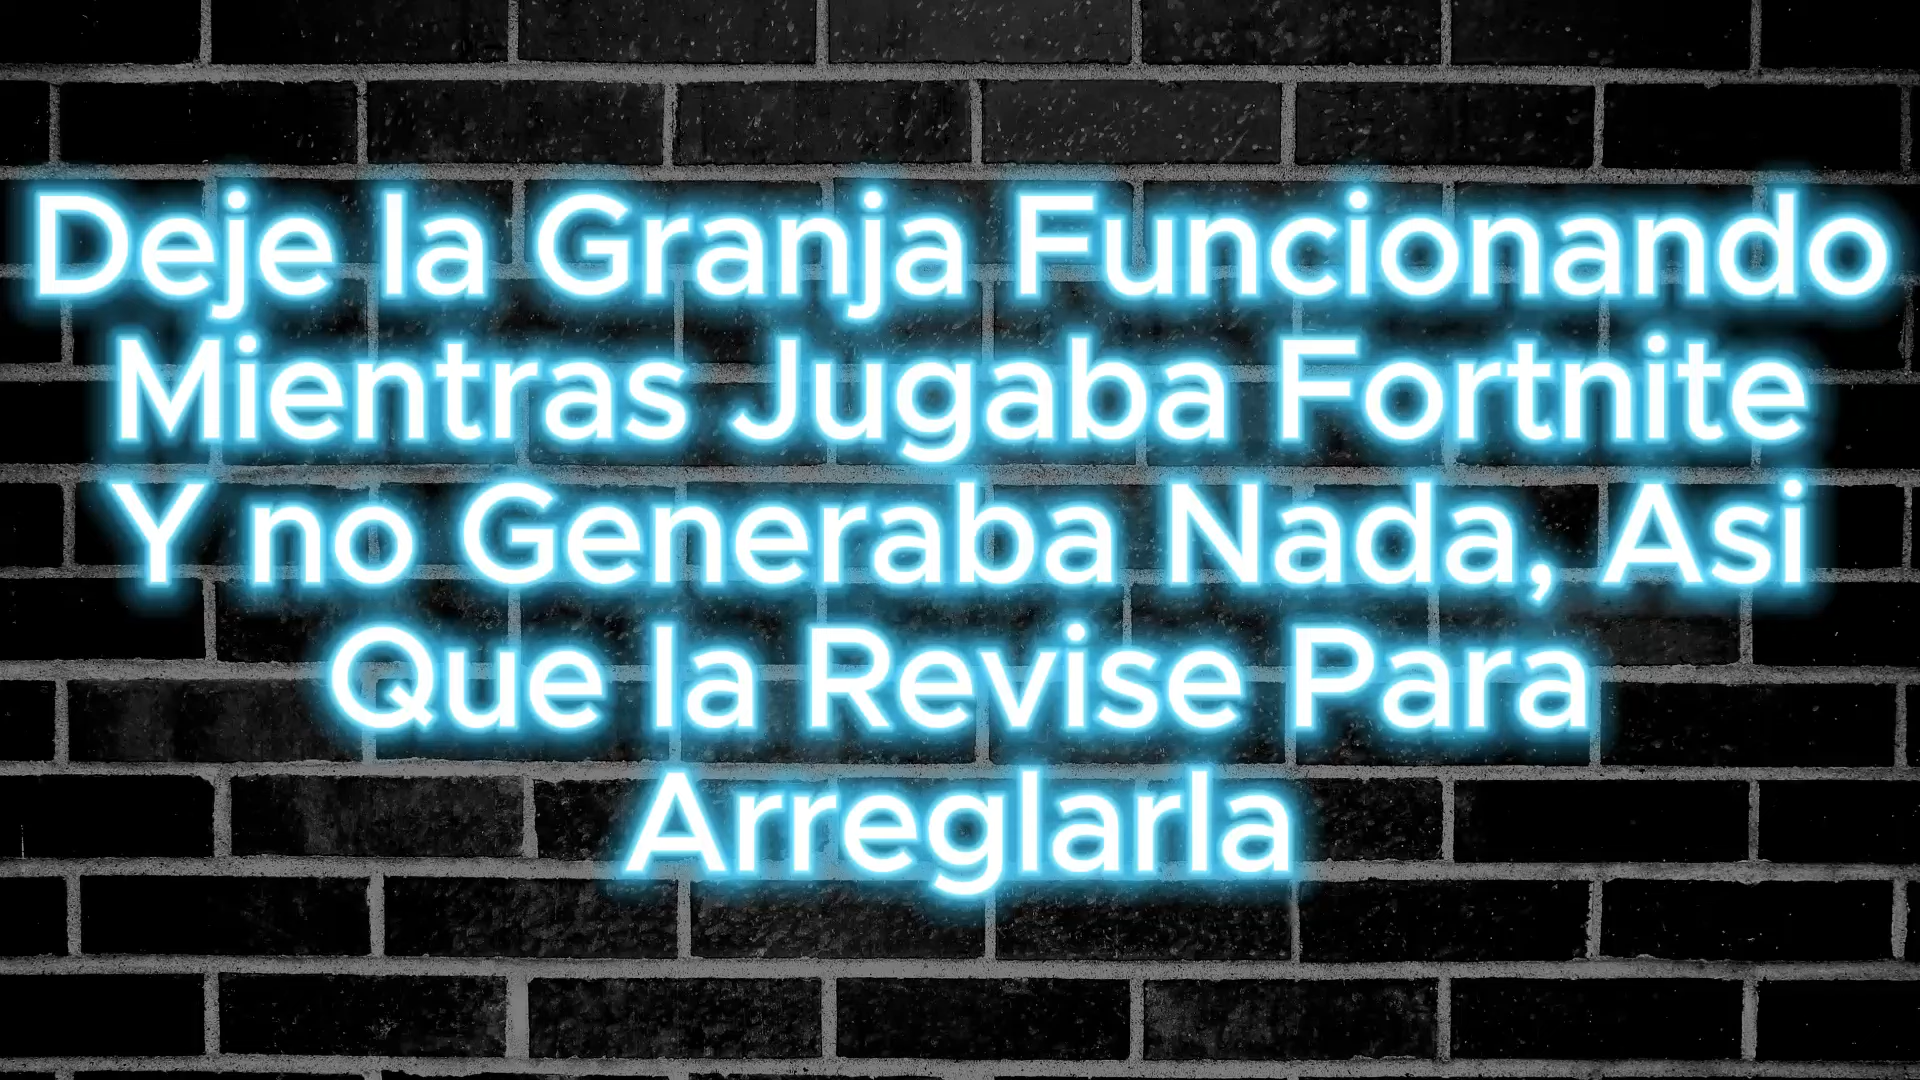 Deje la Granja Funcionando
Mientras Jugaba Fortnite
Y no Generaba Nada, Asi
Que la Revise Para
Arreglarla